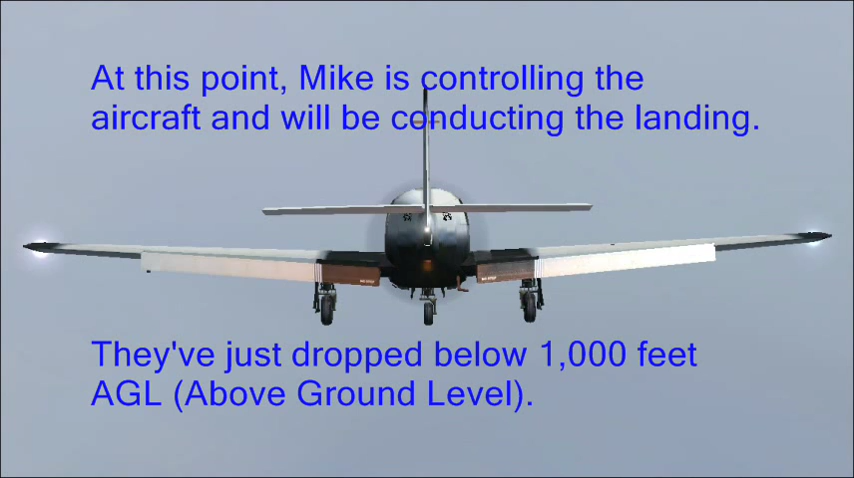 At this point, Mike is controlling the
aircraft and will be conducting the landing.
They've just dropped below 1,000 feet
AGL (Above Ground Level).